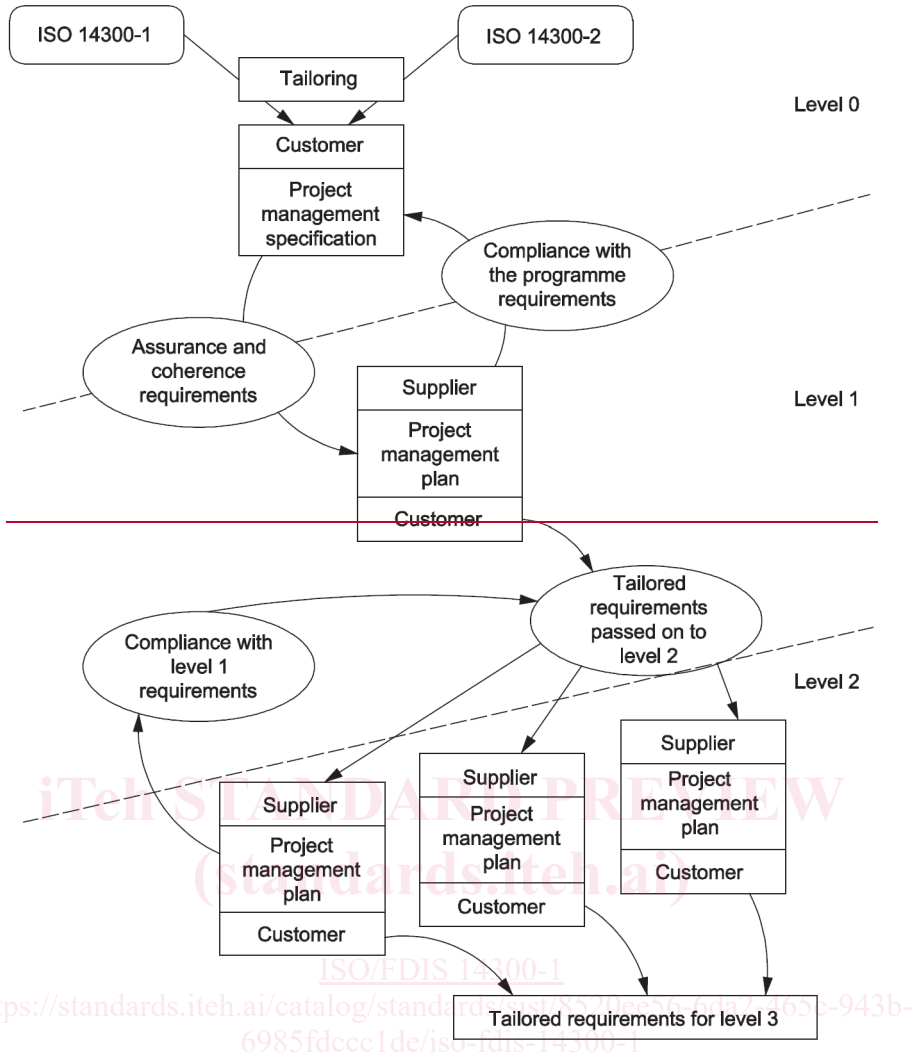 ISO 14300-1
ISO 14300-2
Tailoring
Level 0
Customer
Project
management
specification
Compliance with
the programme
requirements
Assurance and
coherence
requirements
Supplier
Level 1
Project
management
plan
Customer
Tailored
requirements
passed on to
level 2
Compliance with
level 1
requirements
Level 2
Supplier
Project
management
plan
Customer
Supplier
Project
management
plan
Customer
Supplier
Project
management
plan
Customer
iTeh STANDARD PREVIEW
(standards.iteh.ai)
ISO/FDIS 14300-1
Tailored requirements for level 3
tps://standards.iteh.ai/catalog/standards/sist/8520ee56-6da2-465c-943b-
6985fdccc1de/iso-fdis-14300-1